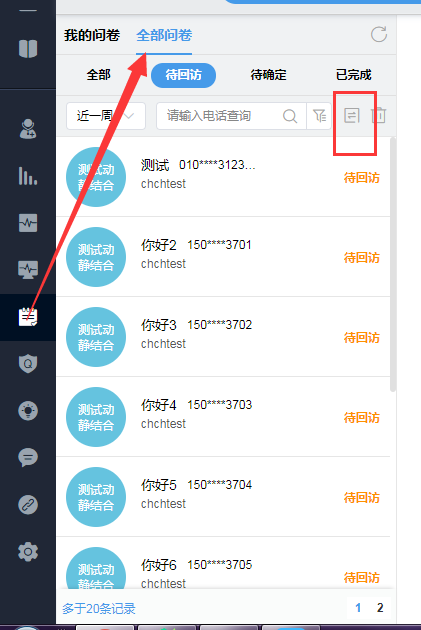 我的问卷 全部问卷
全部 待回访 待确定 已完成
近一周 请输入电话查询
测试动
静结合
测试 010****3123...
chchtest
待回访
测试动
静结合
你好2 150****3701
chchtest
待回访
测试动
静结合
你好3 150****3702
chchtest
待回访
测试动
静结合
你好4 150****3703
chchtest
待回访
测试动
静结合
你好5 150****3704
chchtest
待回访
测试动
静结合
你好6 150****3705
chchtest
待回访
多于20条记录 1 2